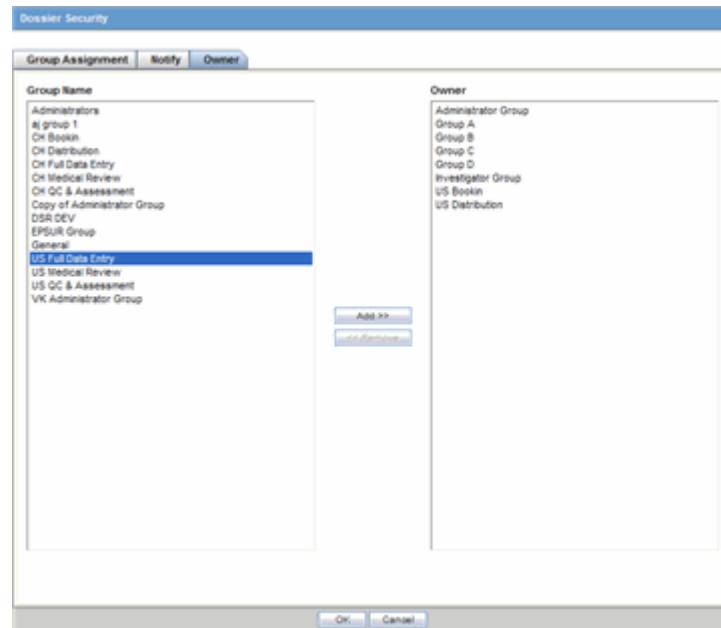 Dossier Security
Group Assignment Notify Owner
Group Name
Administrators
aj group 1
CH Bookin
CH Distribution
CH Full Data Entry
CH Medical Review
CH QC & Assessment
Copy of Administrator Group
DSR DEV
EPSUR Group
General
US Full Data Entry
US Medical Review
US QC & Assessment
VK Administrator Group
Add >>
<< Remove
Owner
Administrator Group
Group A
Group B
Group C
Group D
Investigator Group
US Bookin
US Distribution
OK Cancel